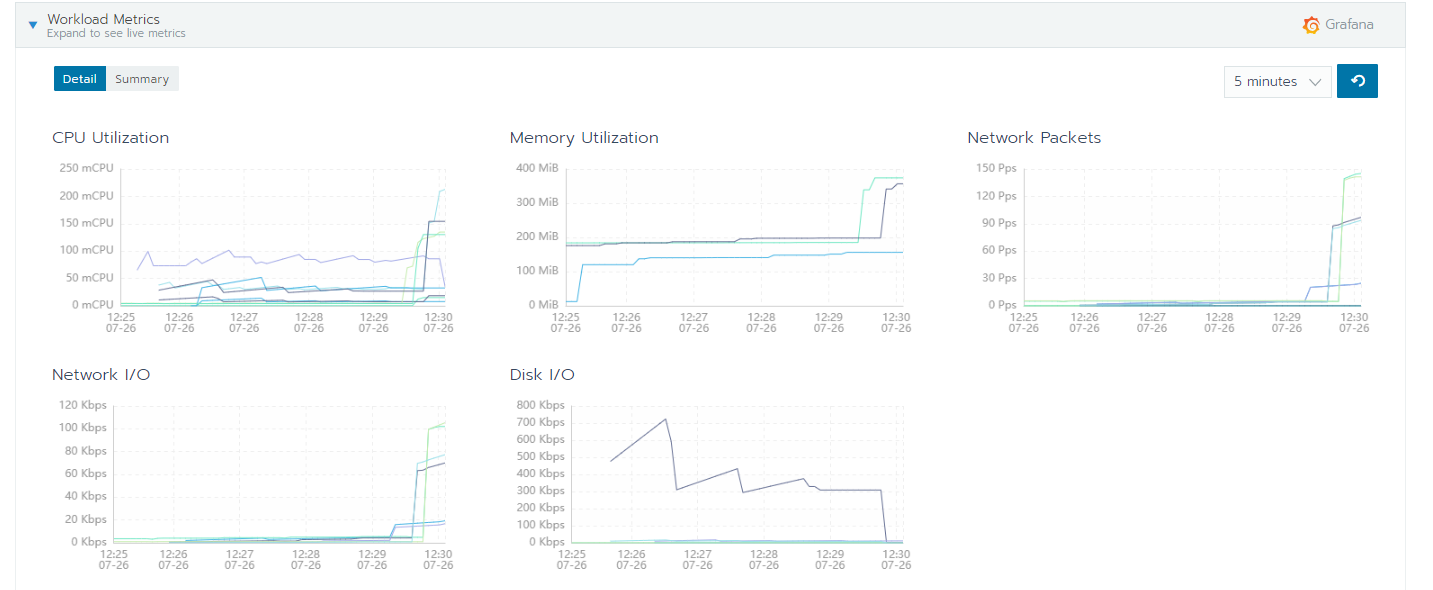 Workload Metrics
Expand to see live metrics
Grafana
Detail Summary
5 minutes
CPU Utilization
250 mCPU
200 mCPU
150 mCPU
100 mCPU
50 mCPU
0 mCPU
12:25 12:26 12:27 12:28 12:29 12:30
07-26 07-26 07-26 07-26 07-26 07-26
Memory Utilization
400 MiB
300 MiB
200 MiB
100 MiB
0 MiB
12:25 12:26 12:27 12:28 12:29 12:30
07-26 07-26 07-26 07-26 07-26 07-26
Network Packets
150 Pps
120 Pps
90 Pps
60 Pps
30 Pps
0 Pps
12:25 12:26 12:27 12:28 12:29 12:30
07-26 07-26 07-26 07-26 07-26 07-26
Network I/O
120 Kbps
100 Kbps
80 Kbps
60 Kbps
40 Kbps
20 Kbps
0 Kbps
12:25 12:26 12:27 12:28 12:29 12:30
07-26 07-26 07-26 07-26 07-26 07-26
Disk I/O
800 Kbps
700 Kbps
600 Kbps
500 Kbps
400 Kbps
300 Kbps
200 Kbps
100 Kbps
0 Kbps
12:25 12:26 12:27 12:28 12:29 12:30
07-26 07-26 07-26 07-26 07-26 07-26